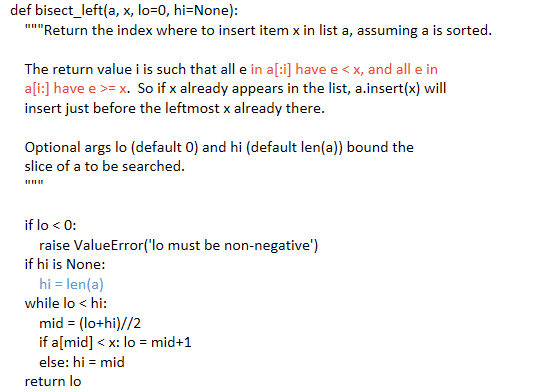 def bisect_left(a, x, lo=0, hi=None):
"""Return the index where to insert item x in list a, assuming a is sorted.
The return value i is such that all e in a[:i] have e < x, and all e in
a[i:] have e >= x.  So if x already appears in the list, a.insert(x) will
insert just before the leftmost x already there.
Optional args lo (default 0) and hi (default len(a)) bound the
slice of a to be searched.
"""
if lo < 0:
raise ValueError('lo must be non-negative')
if hi is None:
hi = len(a)
while lo < hi:
mid = (lo+hi)//2
if a[mid] < x: lo = mid+1
else: hi = mid
return lo